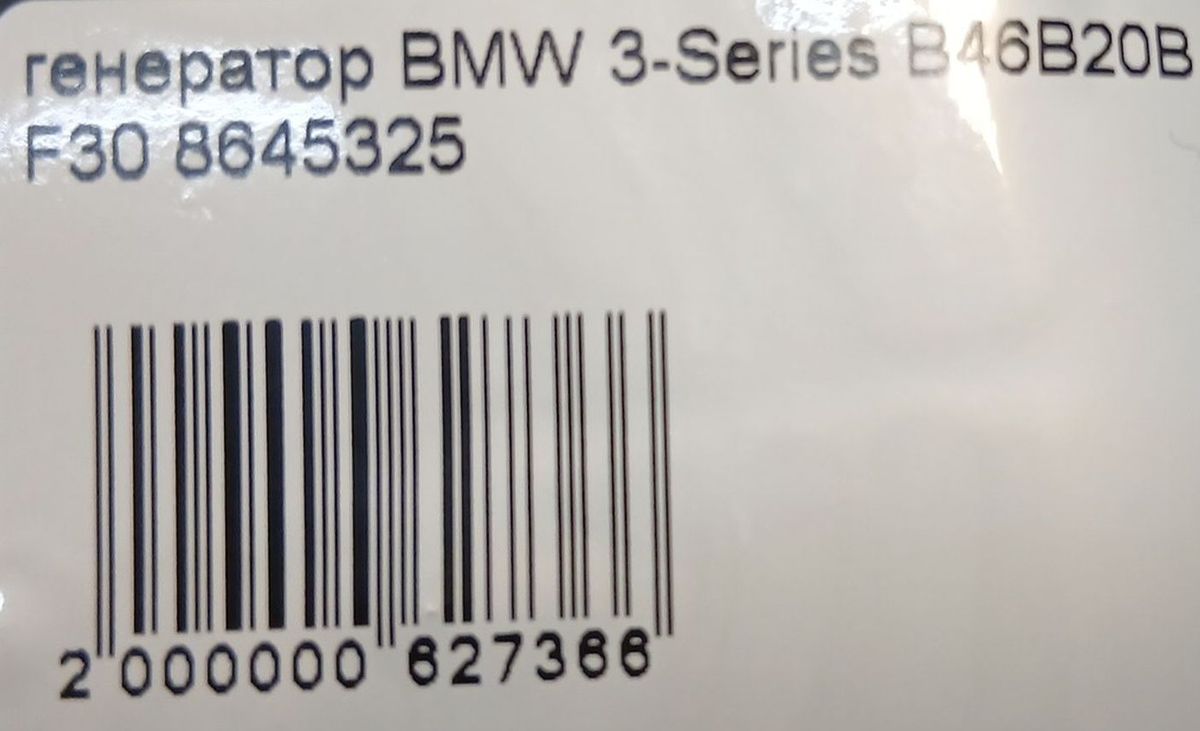 генератор BMW 3-Series B46B20B
F30 8645325
2 000000 627366